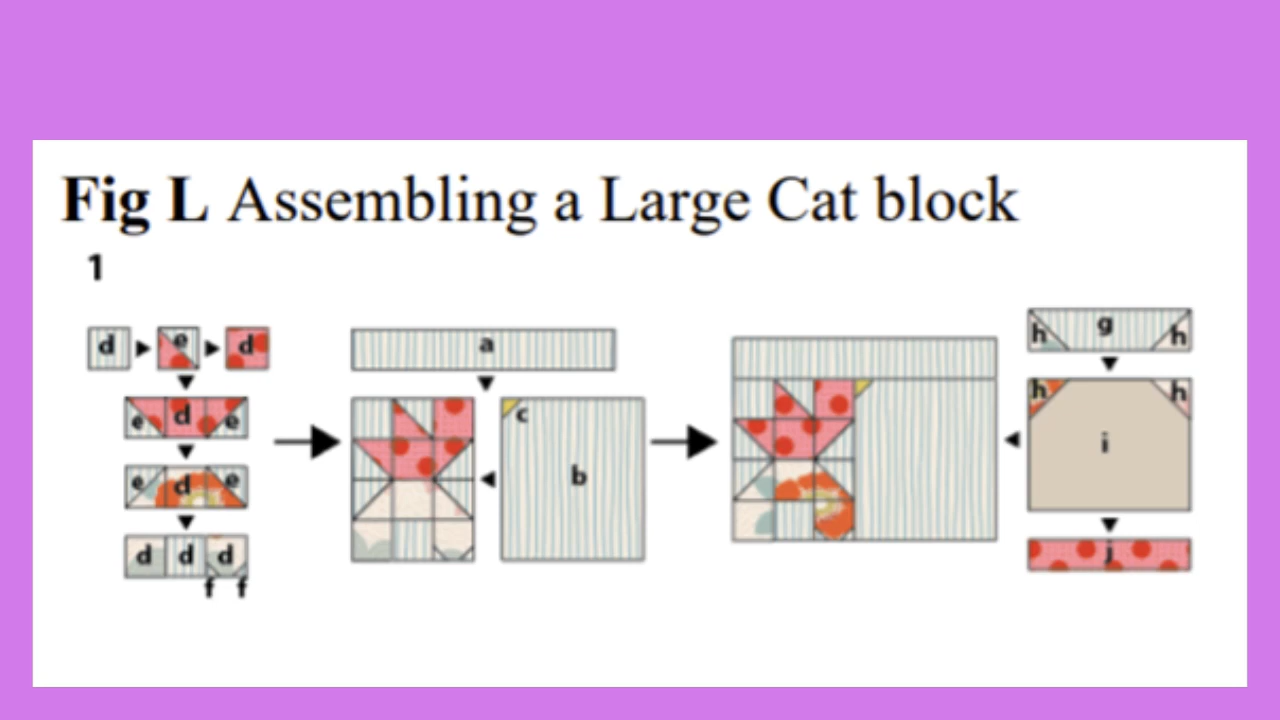 Fig L Assembling a Large Cat block
1
d e d
a
g
h h
e d e
c
b
h h
i
e d e
d d d
j
f f